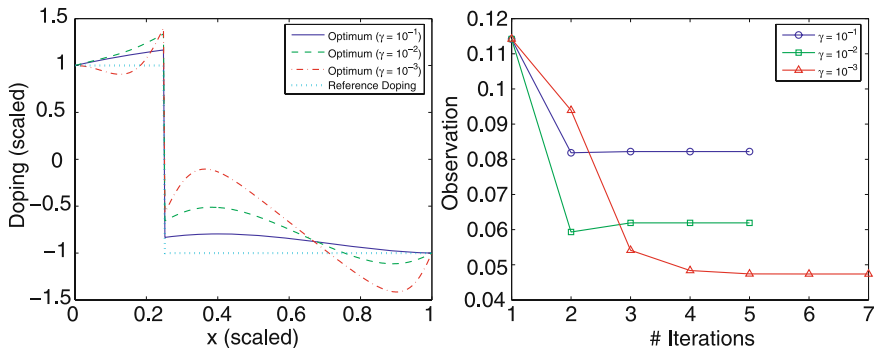 1.5
1
0.5
0
−0.5
−1
−1.5
Doping (scaled)
0
0.2
0.4
0.6
0.8
1
x (scaled)
Optimum (γ = 10⁻¹)
Optimum (γ = 10⁻²)
Optimum (γ = 10⁻³)
Reference Doping
0.12
0.11
0.1
0.09
0.08
0.07
0.06
0.05
0.04
Observation
1
2
3
4
5
6
7
# Iterations
γ = 10⁻¹
γ = 10⁻²
γ = 10⁻³